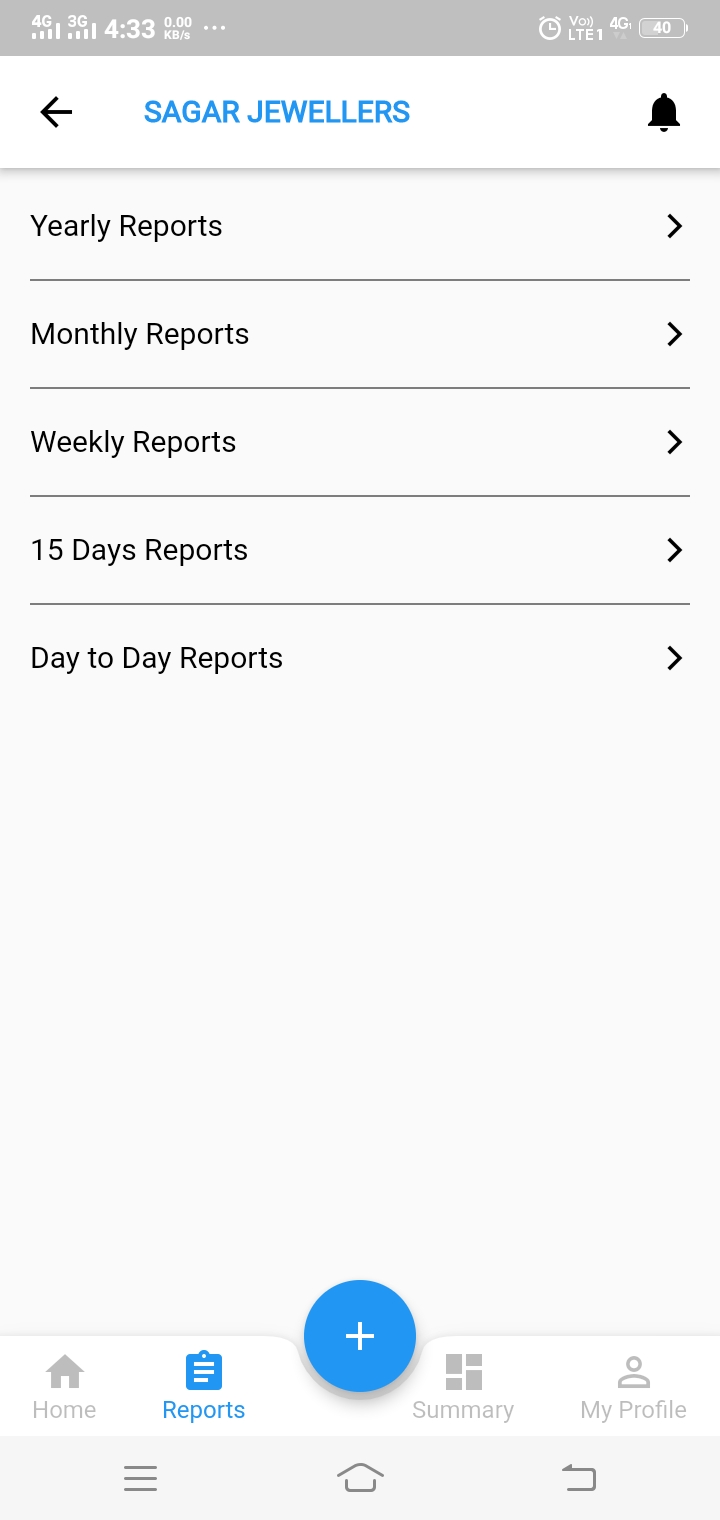 4G 3G 4:33 0.00 KB/s ... Vo)) LTE1 4G 40
SAGAR JEWELLERS
Yearly Reports
Monthly Reports
Weekly Reports
15 Days Reports
Day to Day Reports
+
Home Reports Summary My Profile